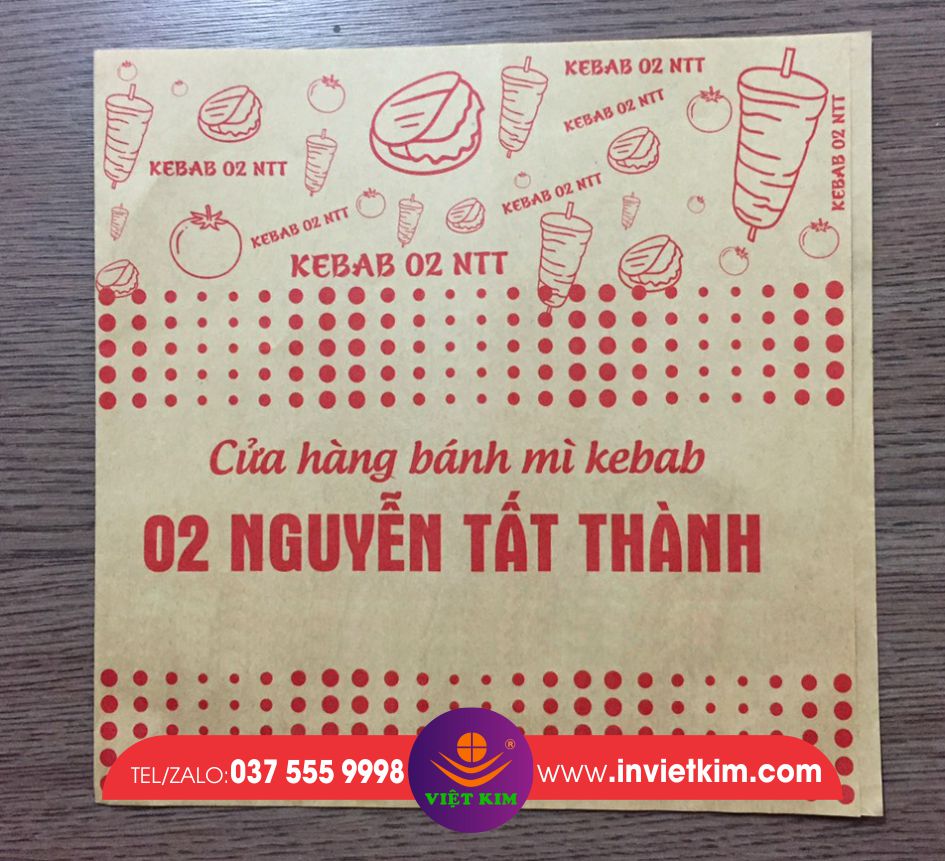 KEBAB 02 NTT
KEBAB 02 NTT
KEBAB 02 NTT
KEBAB 02 NTT
KEBAB 02 NTT
KEBAB 02 NTT
KEBAB 02 NTT
Cửa hàng bánh mì kebab
02 NGUYỄN TẤT THÀNH
TEL/ZALO: 037 555 9998
®
VIỆT KIM
www.invietkim.com